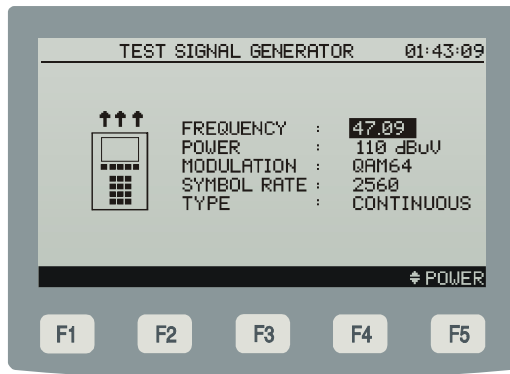 TEST SIGNAL GENERATOR 01:43:09
FREQUENCY : 47.09
POWER : 110 dBuV
MODULATION : QAM64
SYMBOL RATE : 2560
TYPE : CONTINUOUS
POWER
F1 F2 F3 F4 F5